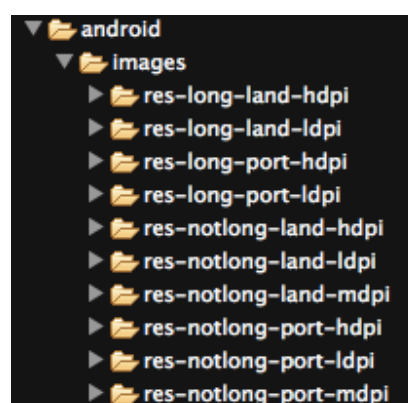 android
images
res-long-land-hdpi
res-long-land-ldpi
res-long-port-hdpi
res-long-port-ldpi
res-notlong-land-hdpi
res-notlong-land-ldpi
res-notlong-land-mdpi
res-notlong-port-hdpi
res-notlong-port-ldpi
res-notlong-port-mdpi